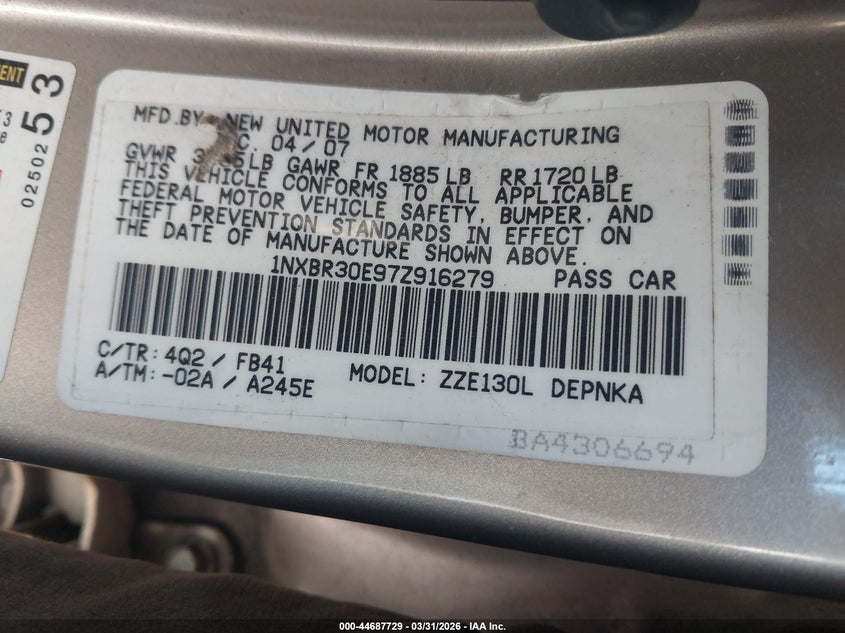 ENT
3
e
0250253
MFD.BY NEW UNITED MOTOR MANUFACTURING
C. 04/07
GVWR LB GAWR FR 1885 LB RR 1720 LB
THIS VEHICLE CONFORMS TO ALL APPLICABLE
FEDERAL MOTOR VEHICLE SAFETY, BUMPER, AND
THEFT PREVENTION STANDARDS IN EFFECT ON
THE DATE OF MANUFACTURE SHOWN ABOVE.
1NXBR30E97Z916279 PASS CAR
C/TR: 4Q2 / FB41
A/TM: -02A / A245E MODEL: ZZE130L DEPNKA
BA4306694
000-44687729 - 03/31/2026 - IAA Inc.